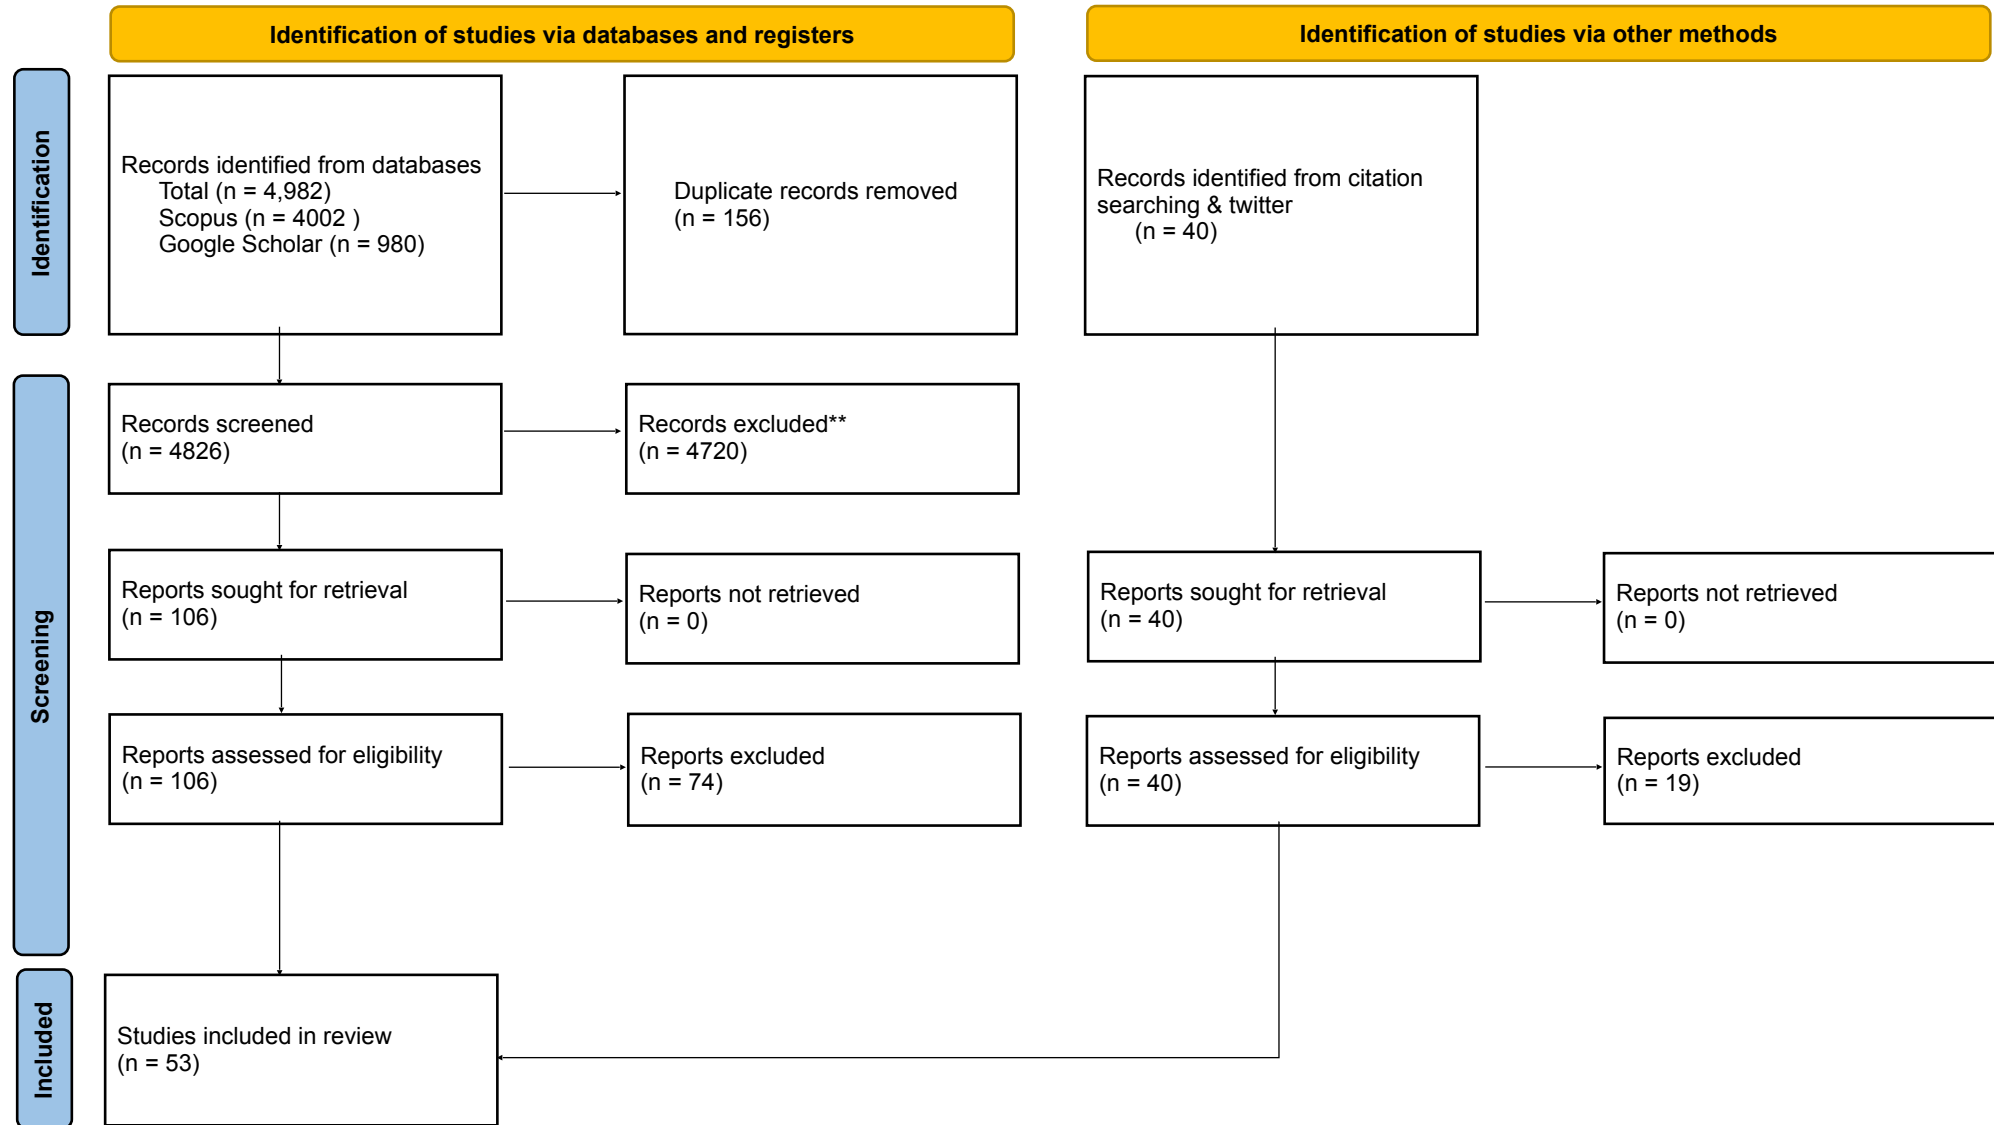 Identification of studies via databases and registers
Identification of studies via other methods
Identification
Records identified from databases
Total (n = 4,982)
Scopus (n = 4002 )
Google Scholar (n = 980)
Duplicate records removed
(n = 156)
Records identified from citation
searching & twitter
(n = 40)
Screening
Records screened
(n = 4826)
Records excluded**
(n = 4720)
Reports sought for retrieval
(n = 106)
Reports not retrieved
(n = 0)
Reports sought for retrieval
(n = 40)
Reports not retrieved
(n = 0)
Reports assessed for eligibility
(n = 106)
Reports excluded
(n = 74)
Reports assessed for eligibility
(n = 40)
Reports excluded
(n = 19)
Included
Studies included in review
(n = 53)